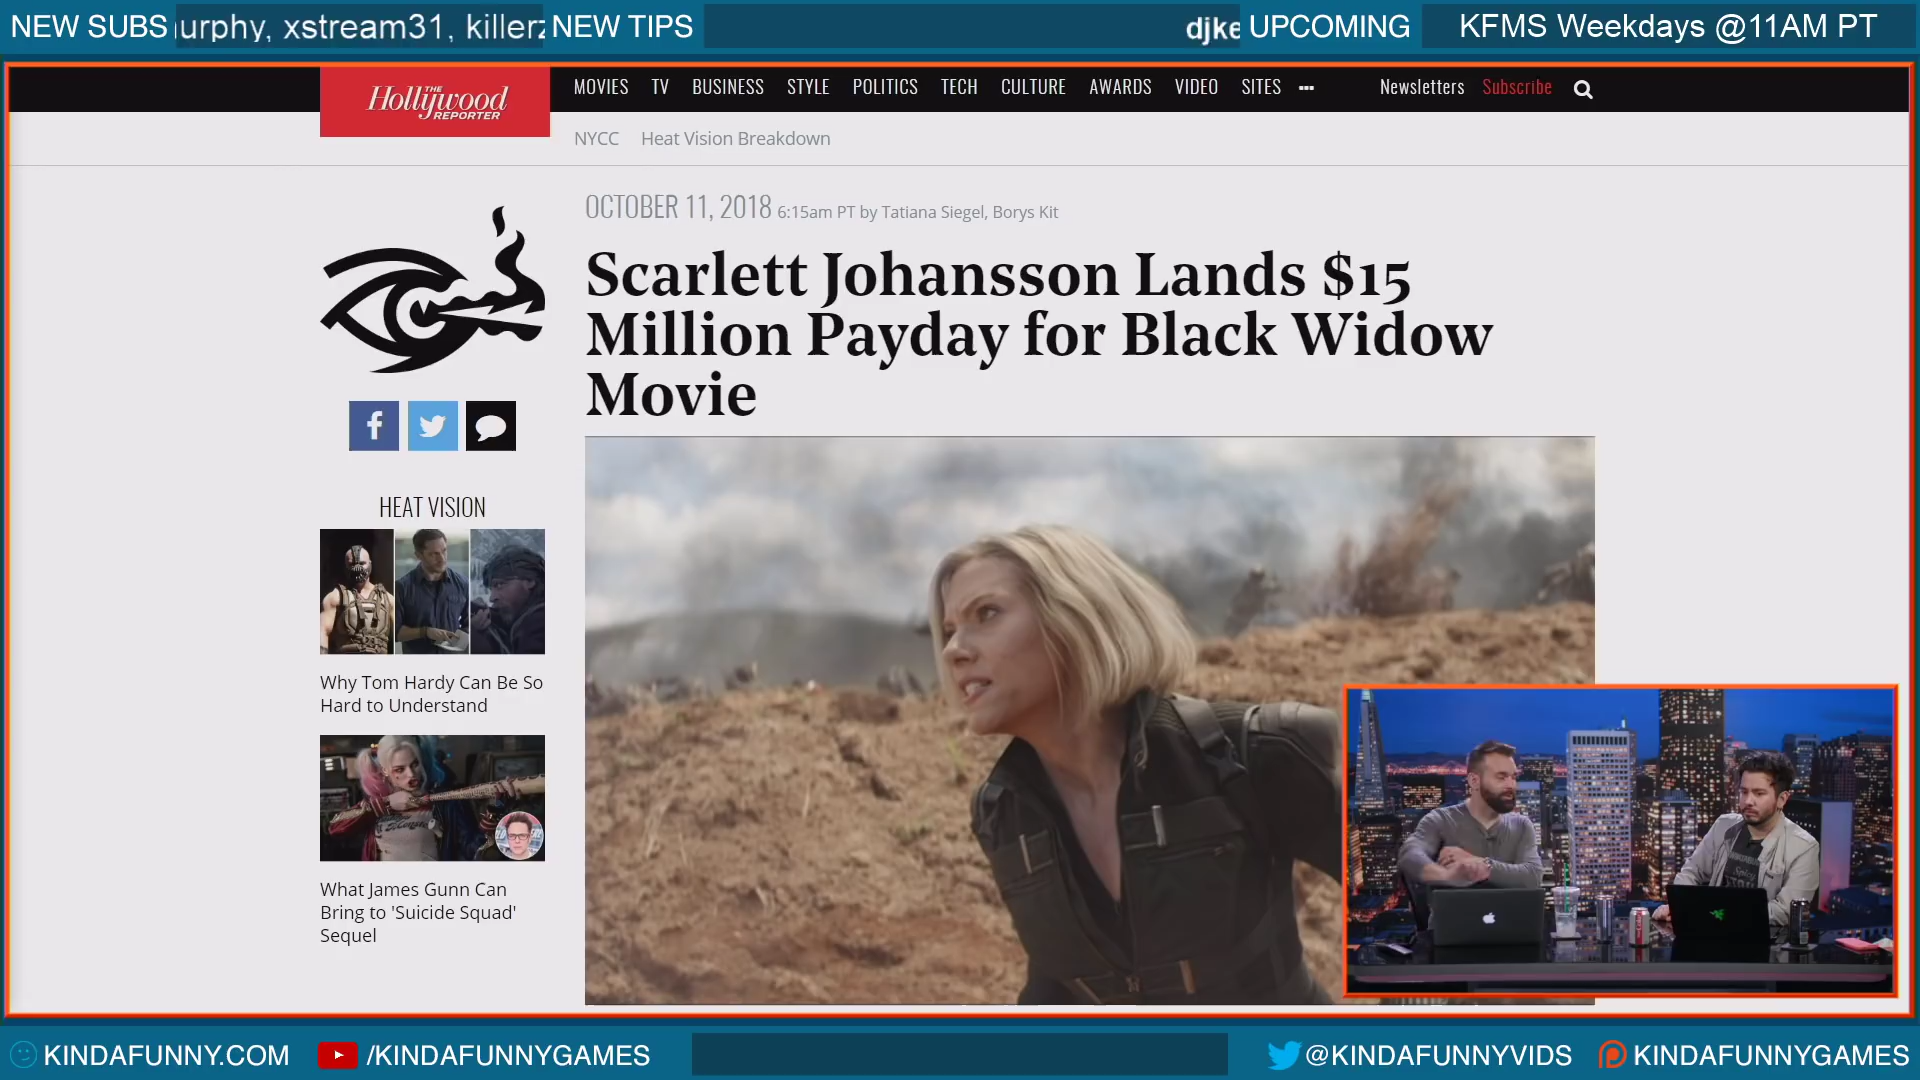 NEW SUBS
urphy, xstream31, killerz
NEW TIPS
djke
UPCOMING
KFMS Weekdays @11AM PT
THE
Hollywood
REPORTER
MOVIES TV BUSINESS STYLE POLITICS TECH CULTURE AWARDS VIDEO SITES ••• Newsletters Subscribe
NYCC Heat Vision Breakdown
OCTOBER 11, 2018 6:15am PT by Tatiana Siegel, Borys Kit
Scarlett Johansson Lands $15
Million Payday for Black Widow
Movie
HEAT VISION
Why Tom Hardy Can Be So
Hard to Understand
What James Gunn Can
Bring to 'Suicide Squad'
Sequel
KINDAFUNNY.COM
/KINDAFUNNYGAMES
@KINDAFUNNYVIDS
KINDAFUNNYGAMES